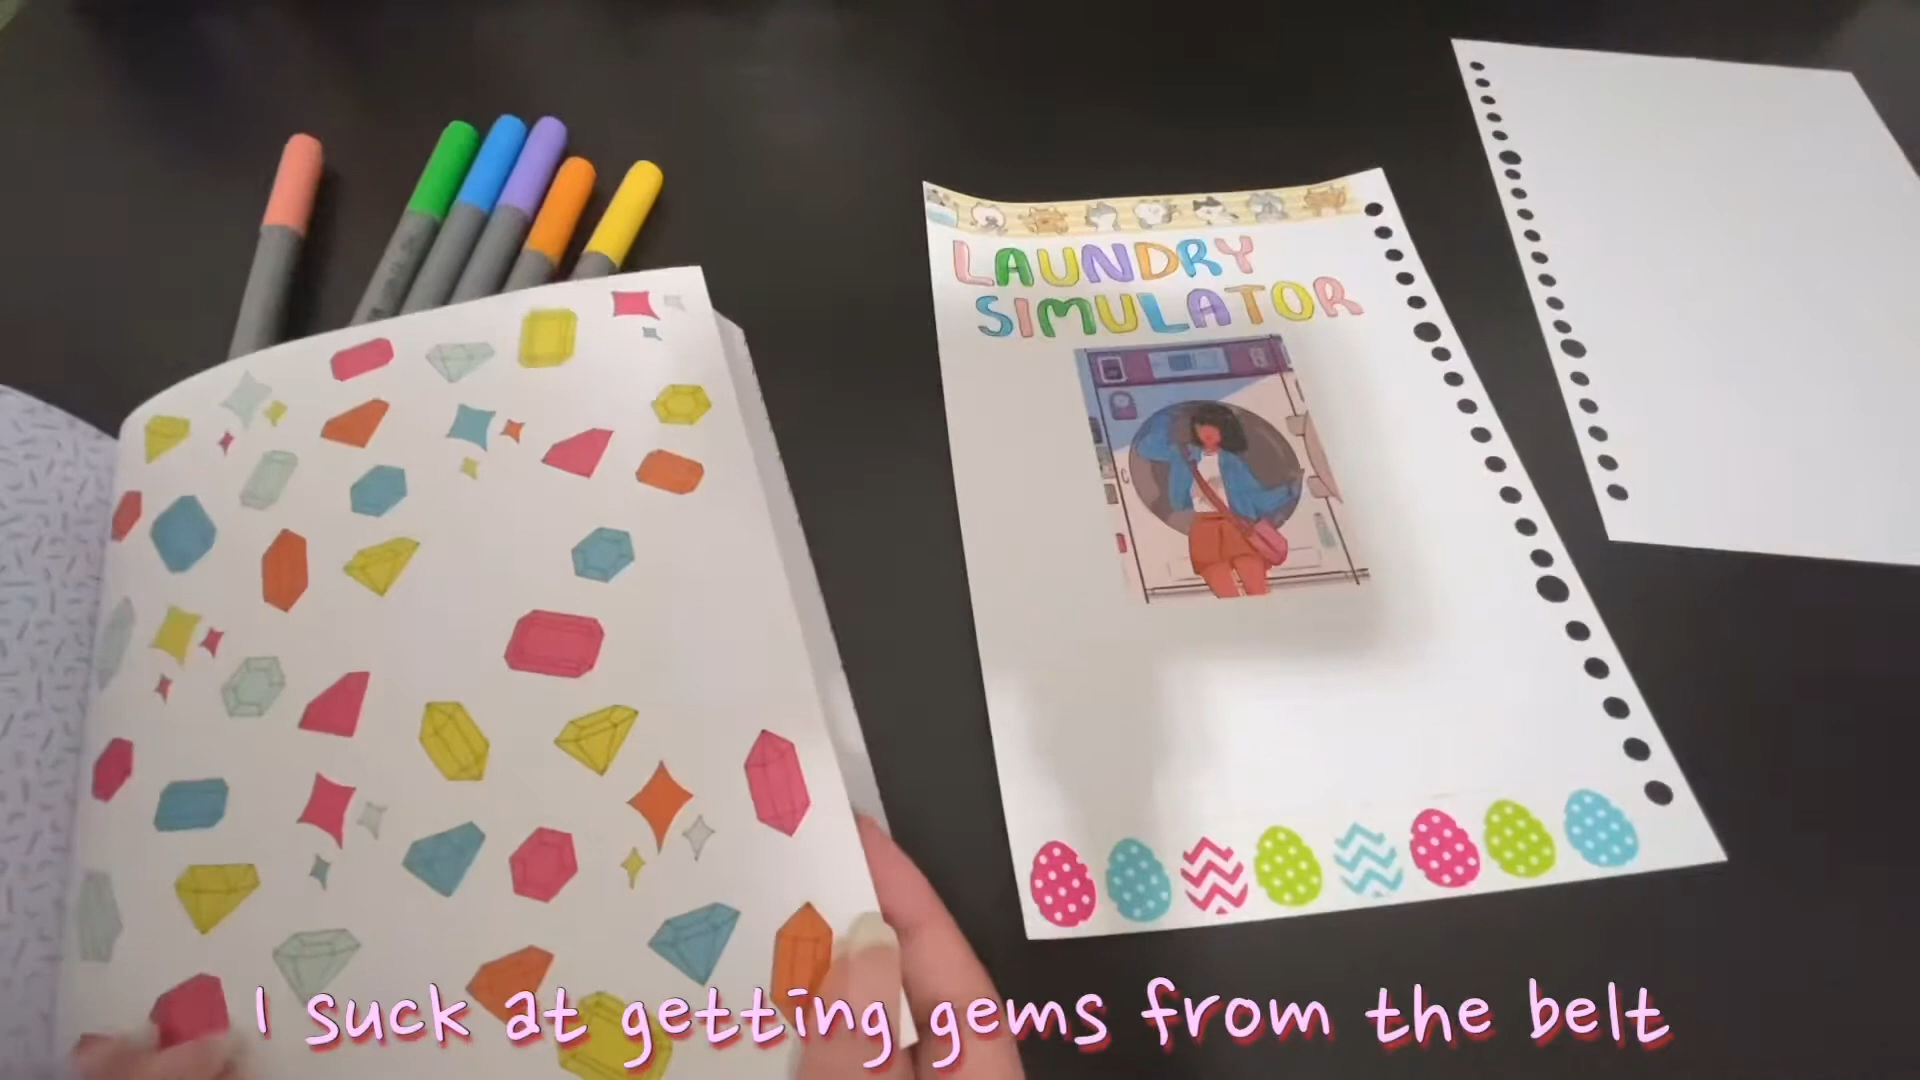 LAUNDRY
SIMULATOR
I suck at getting gems from the belt